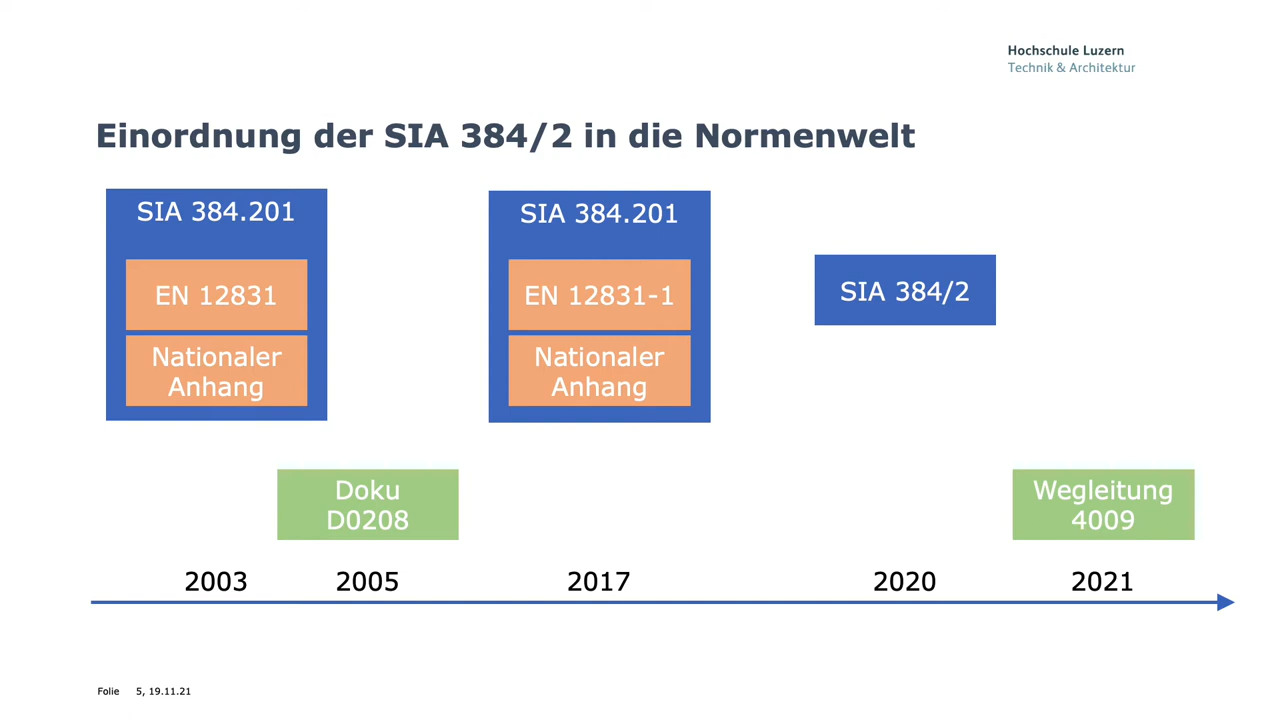 Hochschule Luzern
Technik & Architektur
Einordnung der SIA 384/2 in die Normenwelt
SIA 384.201
EN 12831
Nationaler
Anhang
SIA 384.201
EN 12831-1
Nationaler
Anhang
SIA 384/2
Doku
D0208
Wegleitung
4009
2003
2005
2017
2020
2021
Folie 5, 19.11.21